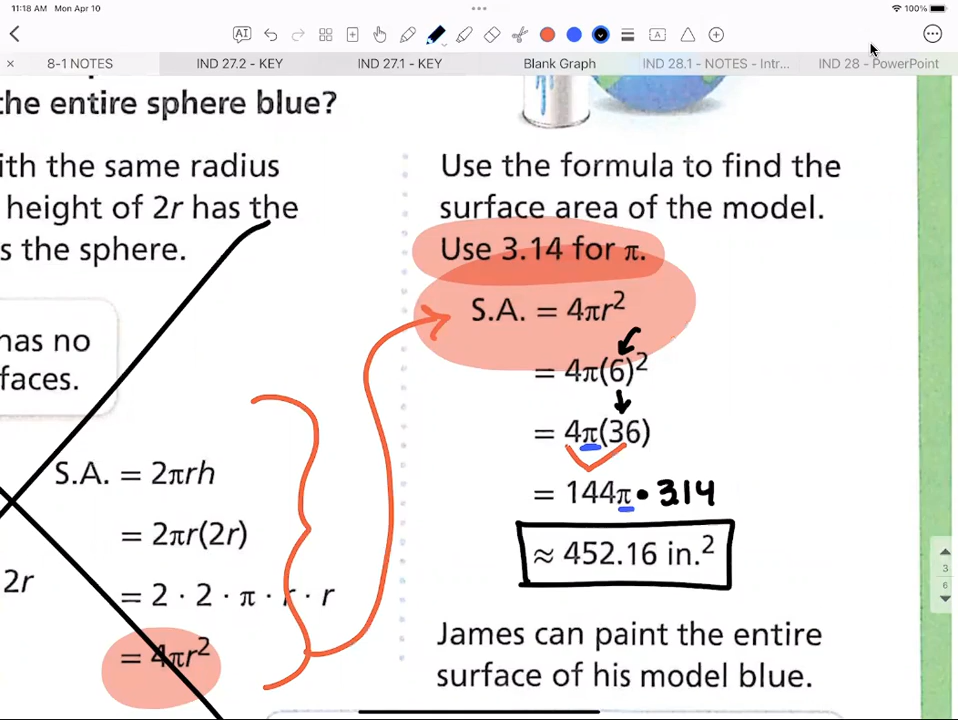 11:18 AM Mon Apr 10
100%
AI
8-1 NOTES
IND 27.2 - KEY
IND 27.1 - KEY
Blank Graph
IND 28.1 - NOTES - Intr...
IND 28 - PowerPoint
the entire sphere blue?
ith the same radius
height of 2r has the
s the sphere.
has no
faces.
S.A. = 2πrh
= 2πr(2r)
2r
= 2 · 2 · π · r · r
= 4πr²
Use the formula to find the
surface area of the model.
Use 3.14 for π.
S.A. = 4πr²
= 4π(6)²
= 4π(36)
= 144π • 314
≈ 452.16 in.²
James can paint the entire
surface of his model blue.
3
6